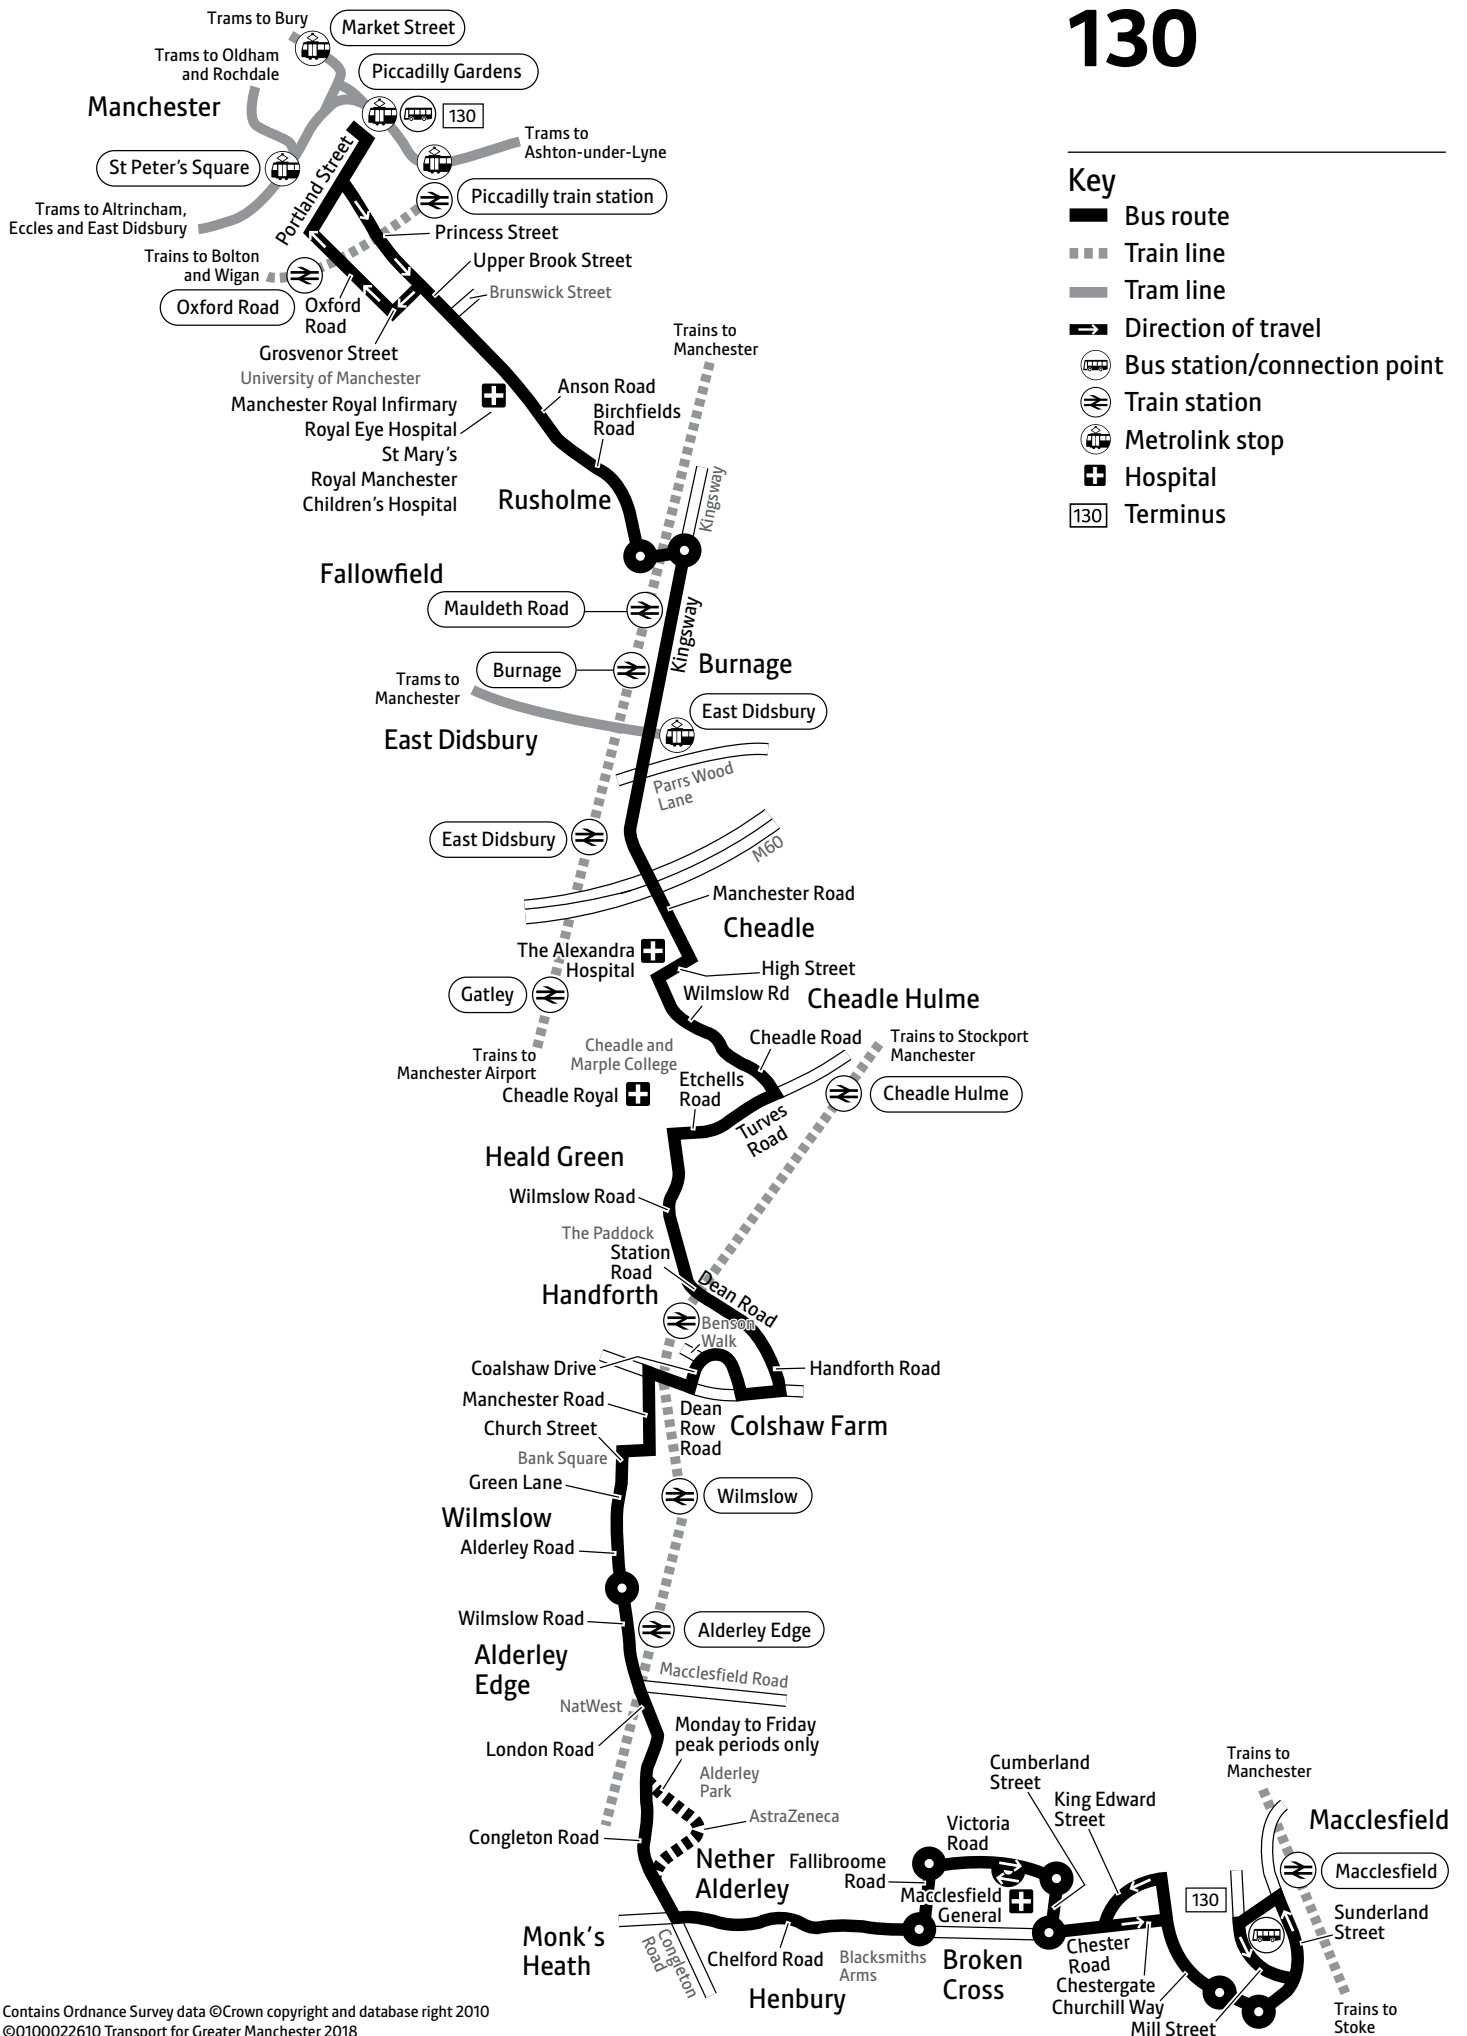 130
Trams to Bury
Market Street
Trams to Oldham
and Rochdale
Piccadilly Gardens
Manchester
130
Trams to
Ashton-under-Lyne
St Peter's Square
Portland Street
Piccadilly train station
Trams to Altrincham,
Eccles and East Didsbury
Princess Street
Trains to Bolton
and Wigan
Upper Brook Street
Brunswick Street
Oxford Road
Oxford
Road
Grosvenor Street
University of Manchester
Manchester Royal Infirmary
Royal Eye Hospital
St Mary's
Royal Manchester
Children's Hospital
Key
Bus route
Train line
Tram line
Direction of travel
Bus station/connection point
Train station
Metrolink stop
Hospital
130
Terminus
Trains to
Manchester
Anson Road
Birchfields
Road
Rusholme
Kingsway
Fallowfield
Mauldeth Road
Kingsway
Burnage
Burnage
Trams to
Manchester
East Didsbury
East Didsbury
Parrs Wood
Lane
East Didsbury
M60
Manchester Road
Cheadle
The Alexandra
Hospital
High Street
Gatley
Wilmslow Rd
Cheadle Hulme
Cheadle Road
Trains to Stockport
Manchester
Cheadle and
Marple College
Trains to
Manchester Airport
Etchells
Road
Cheadle Royal
Cheadle Hulme
Turves
Road
Heald Green
Wilmslow Road
The Paddock
Station
Road
Handforth
Dean Road
Benson
Walk
Coalshaw Drive
Handforth Road
Manchester Road
Dean
Row
Road
Colshaw Farm
Church Street
Bank Square
Green Lane
Wilmslow
Wilmslow
Alderley Road
Wilmslow Road
Alderley Edge
Alderley
Edge
Macclesfield Road
NatWest
Monday to Friday
peak periods only
London Road
Alderley
Park
AstraZeneca
Congleton Road
Nether
Alderley
Monk's
Heath
Congleton
Road
Chelford Road
Henbury
Blacksmiths
Arms
Fallibroome
Road
Victoria
Road
Macclesfield
General
Broken
Cross
Cumberland
Street
King Edward
Street
Chester
Road
Chestergate
Churchill Way
Mill Street
130
Trains to
Manchester
Macclesfield
Macclesfield
Sunderland
Street
Trains to
Stoke
Contains Ordnance Survey data ©Crown copyright and database right 2010
©0100022610 Transport for Greater Manchester 2018